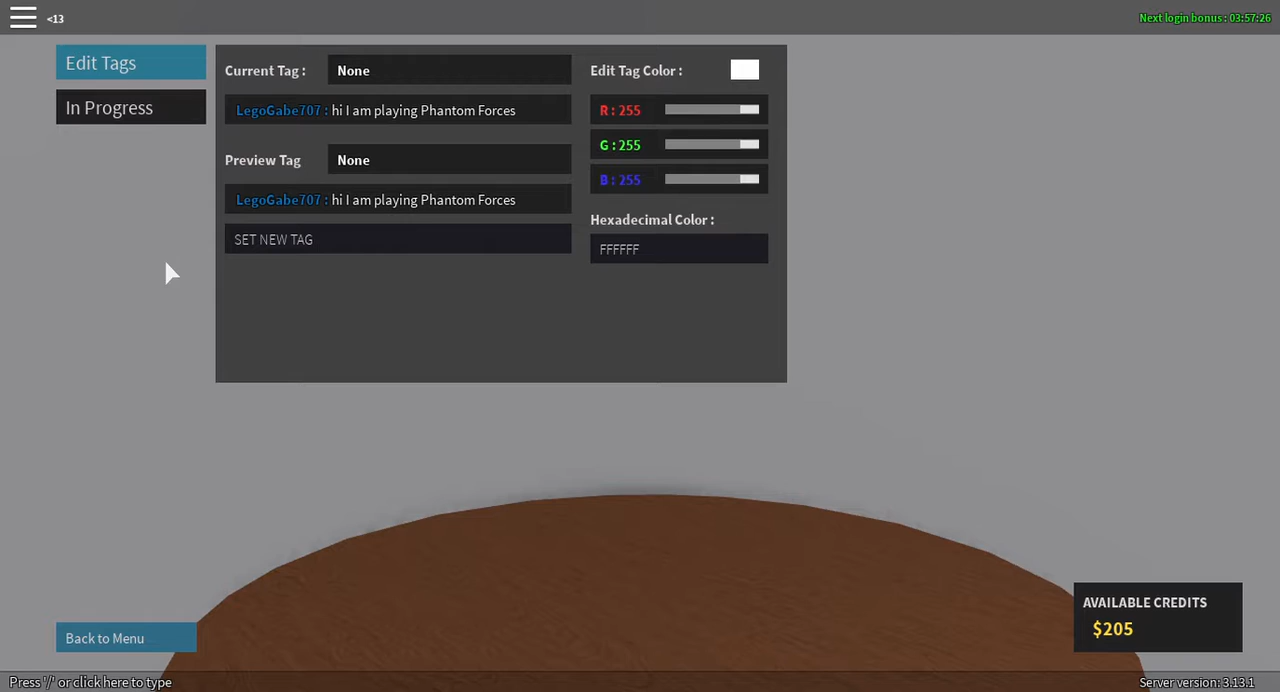 <13
Next login bonus : 03:57:26
Edit Tags
In Progress
Current Tag :
None
LegoGabe707 : hi I am playing Phantom Forces
Preview Tag
None
LegoGabe707 : hi I am playing Phantom Forces
SET NEW TAG
Edit Tag Color :
R : 255
G : 255
B : 255
Hexadecimal Color :
FFFFFF
Back to Menu
AVAILABLE CREDITS
$205
Press '/' or click here to type
Server version: 3.13.1